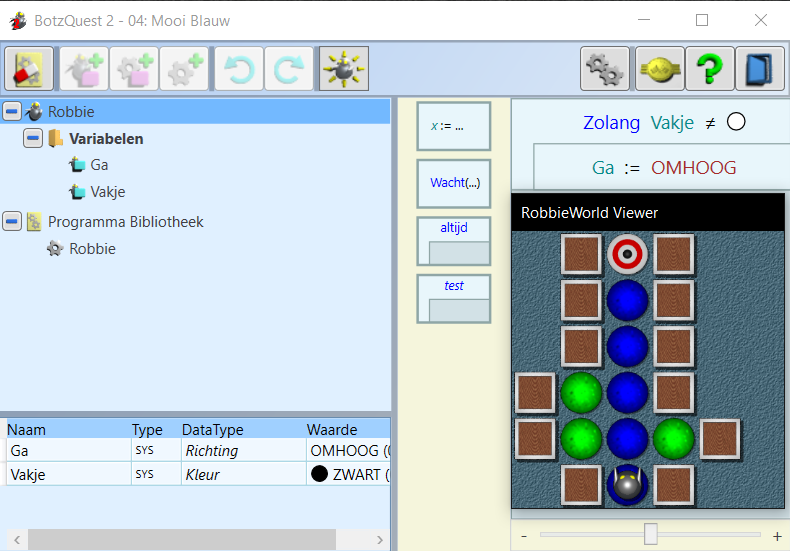 BotzQuest 2 - 04: Mooi Blauw
Robbie
Variabelen
Ga
Vakje
Programma Bibliotheek
Robbie
x := ...
Wacht(...)
altijd
test
Zolang Vakje ≠
Ga := OMHOOG
RobbieWorld Viewer
Naam Type DataType Waarde
Ga SYS Richting OMHOOG (
Vakje SYS Kleur ZWART (
- +